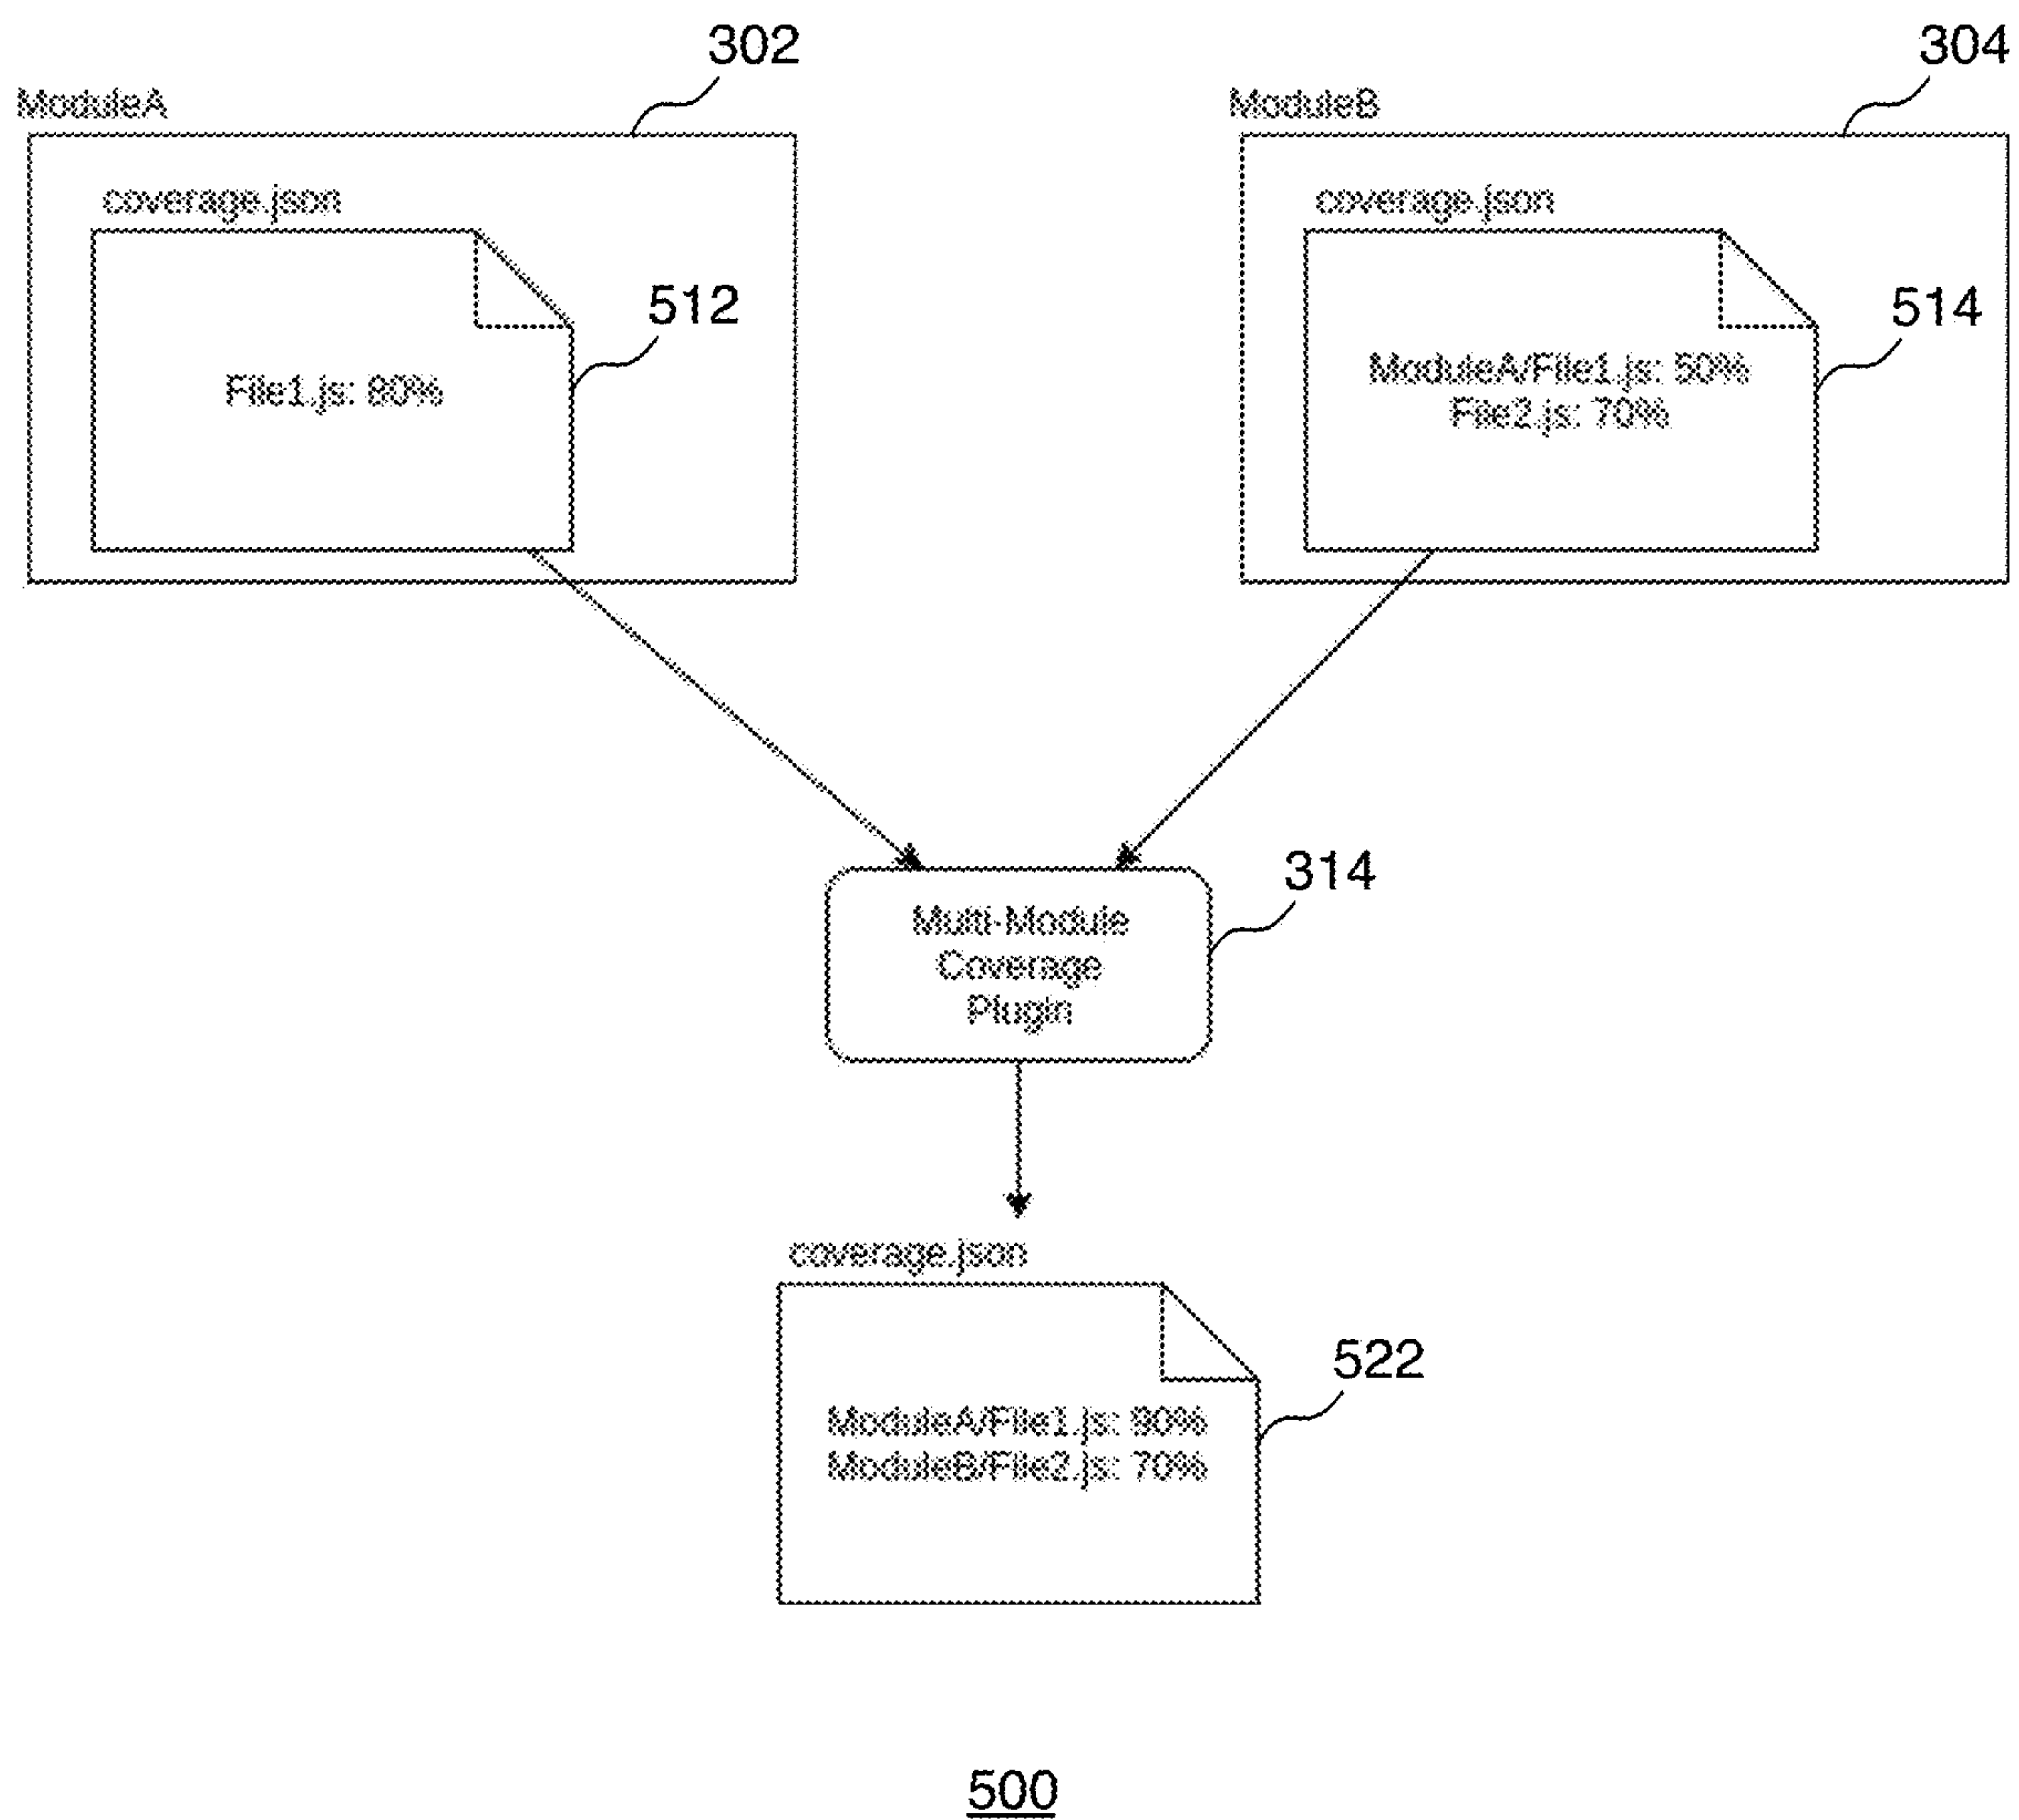 302
304
ModuleA
ModuleB
coverage.json
coverage.json
512
514
File1.js: 80%
ModuleA/File1.js: 50%
File2.js: 70%
314
Multi-Module
Coverage
Plugin
coverage.json
522
ModuleA/File1.js: 90%
ModuleB/File2.js: 70%
500